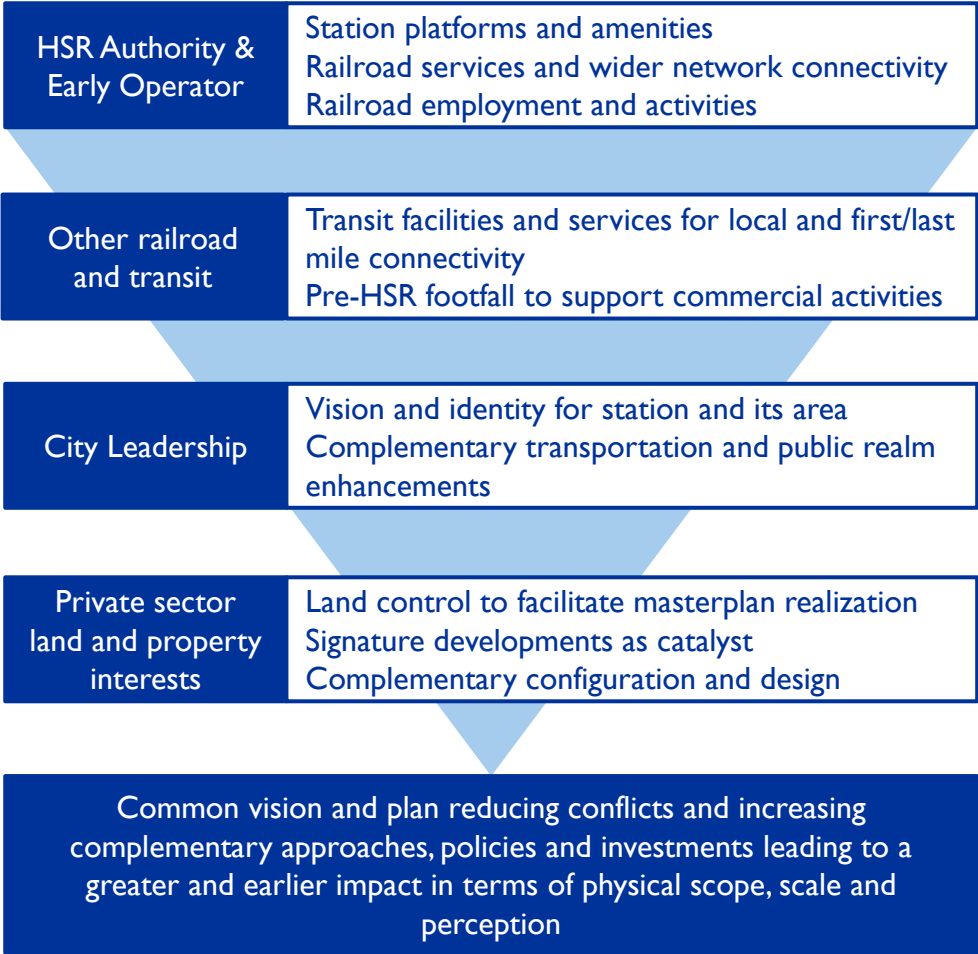 HSR Authority &
Early Operator
Station platforms and amenities
Railroad services and wider network connectivity
Railroad employment and activities
Other railroad
and transit
Transit facilities and services for local and first/last
mile connectivity
Pre-HSR footfall to support commercial activities
City Leadership
Vision and identity for station and its area
Complementary transportation and public realm
enhancements
Private sector
land and property
interests
Land control to facilitate masterplan realization
Signature developments as catalyst
Complementary configuration and design
Common vision and plan reducing conflicts and increasing
complementary approaches, policies and investments leading to a
greater and earlier impact in terms of physical scope, scale and
perception